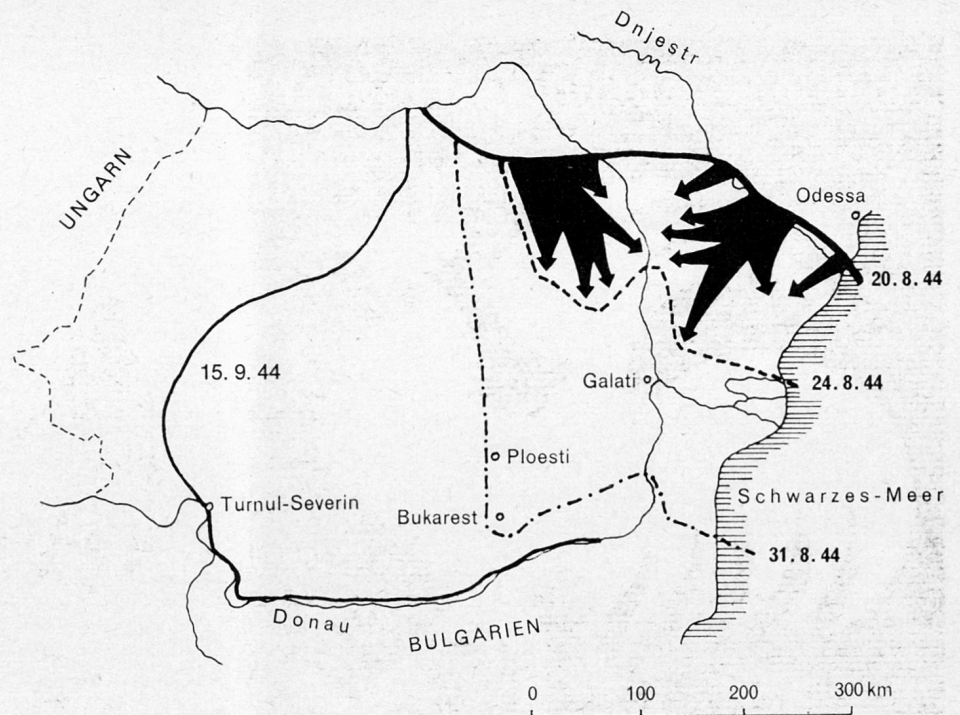 Dnjestr
UNGARN
Odessa
20.8.44
15.9.44
Galati
24.8.44
Ploesti
Turnul-Severin
Schwarzes-Meer
Bukarest
31.8.44
Donau
BULGARIEN
0 100 200 300 km